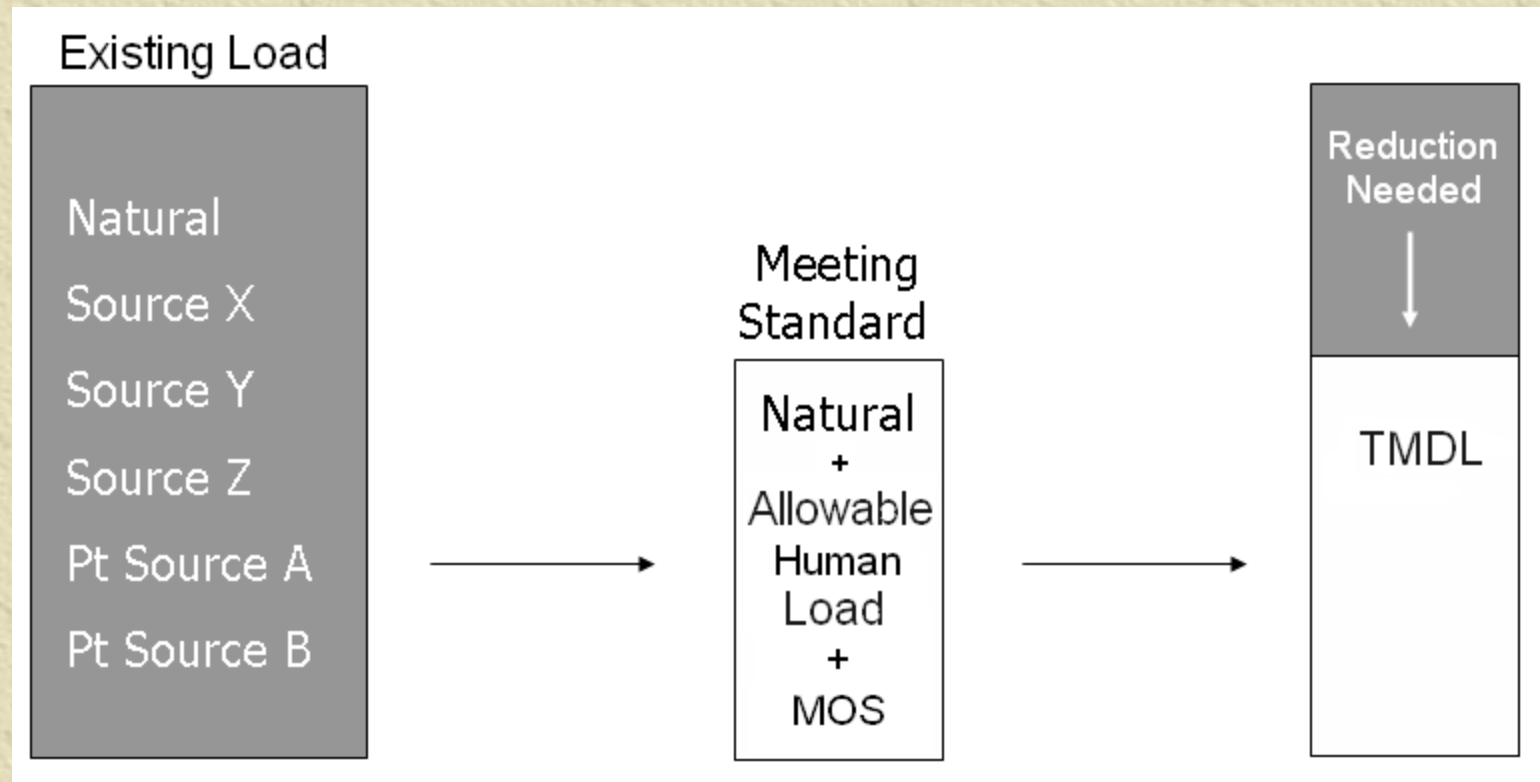 Existing Load
Natural
Source X
Source Y
Source Z
Pt Source A
Pt Source B
Meeting
Standard
Natural
+
Allowable
Human
Load
+
MOS
Reduction
Needed
TMDL